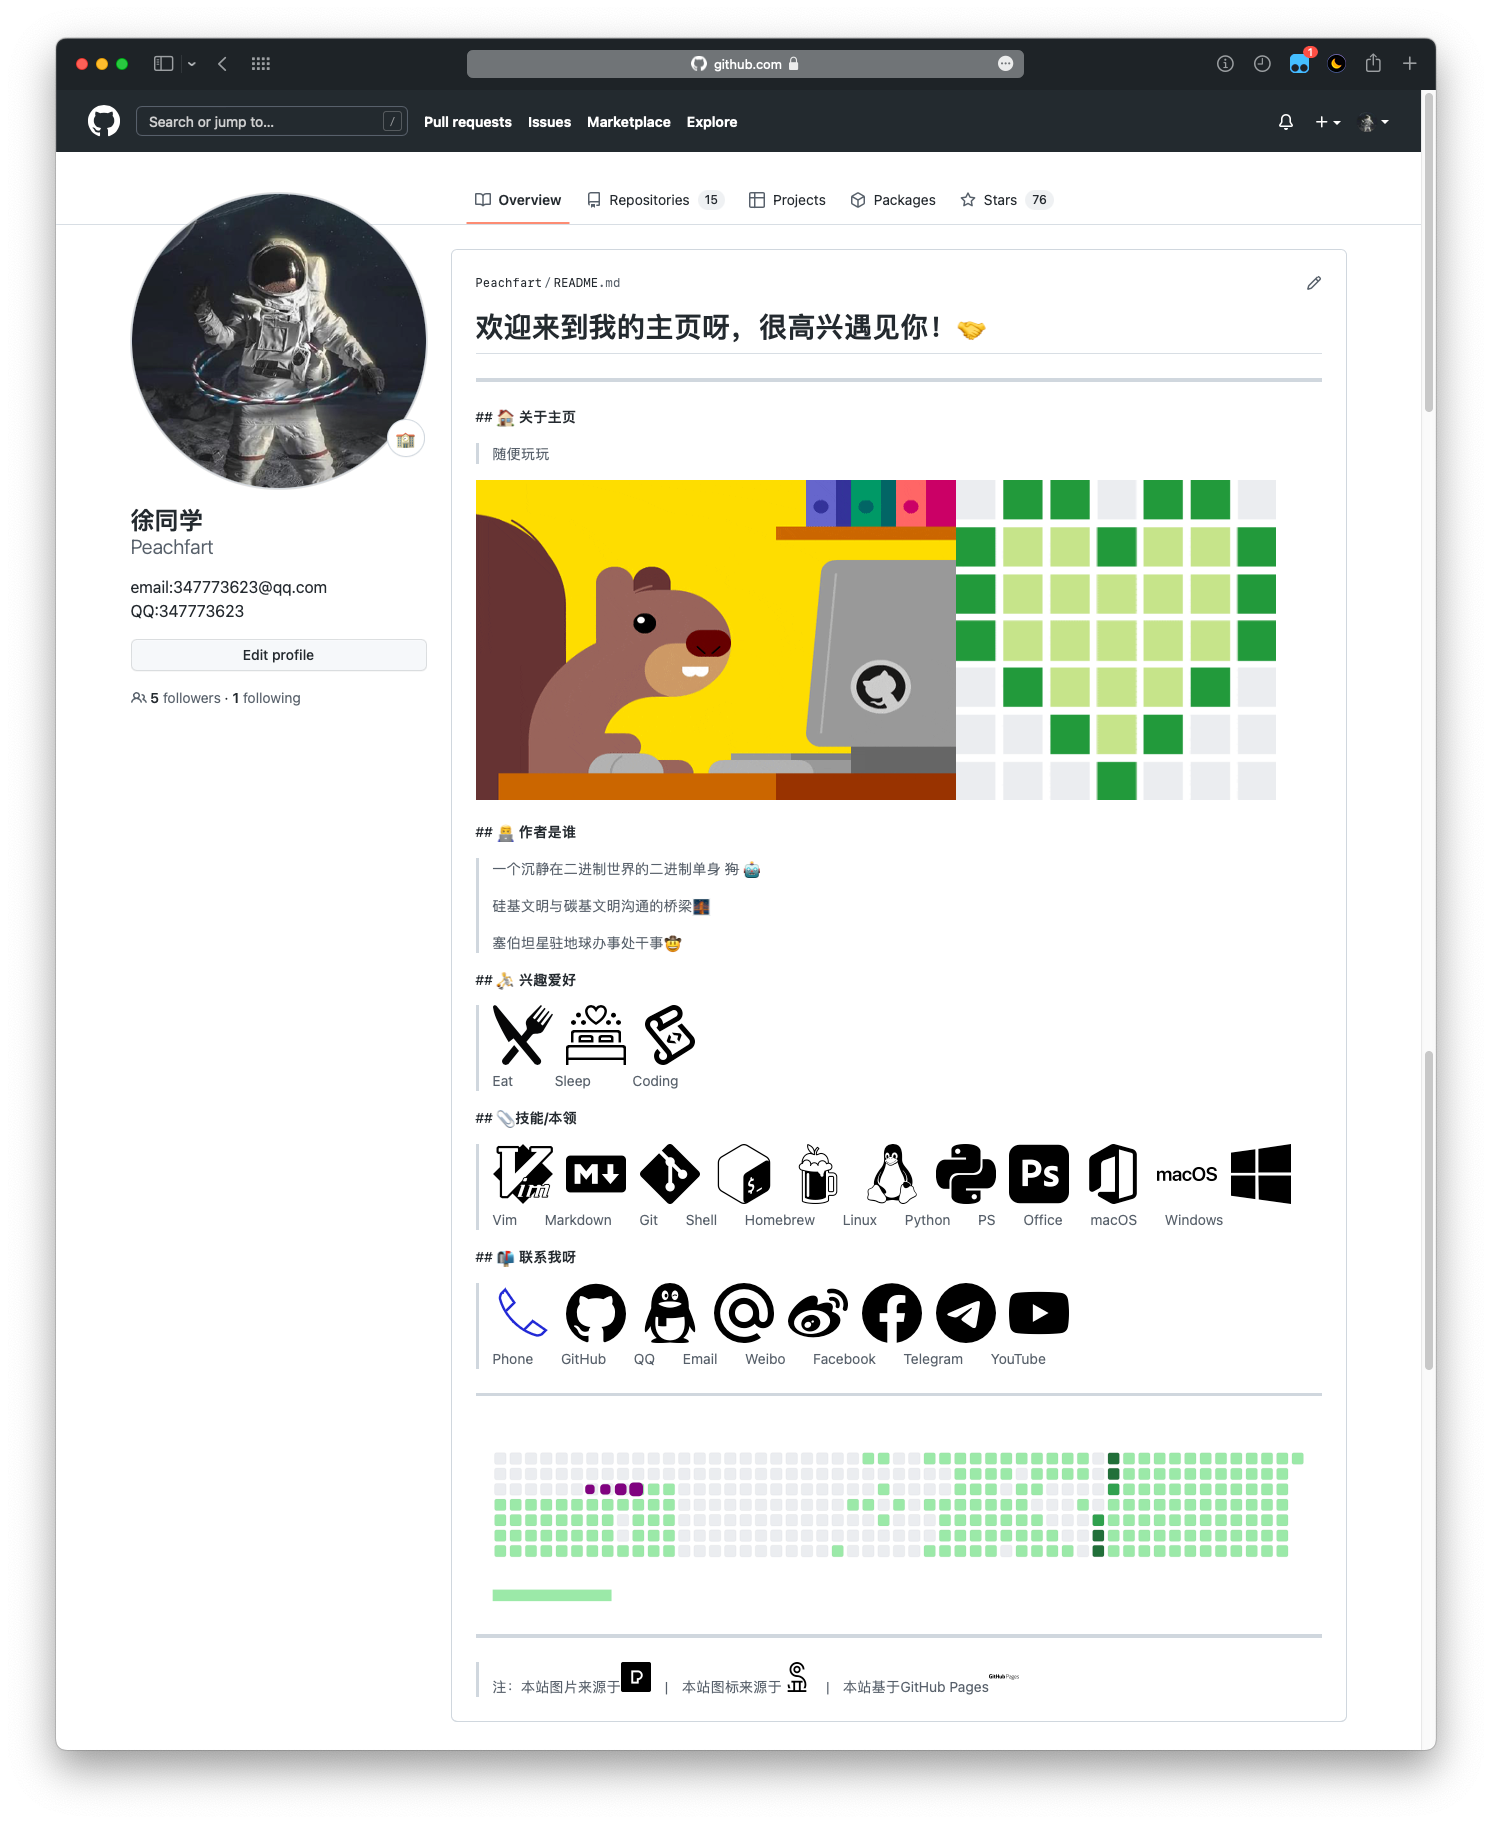 github.com
1
Search or jump to... /
Pull requests Issues Marketplace Explore
Overview Repositories 15 Projects Packages Stars 76
徐同学
Peachfart
email:347773623@qq.com
QQ:347773623
Edit profile
5 followers · 1 following
Peachfart / README.md
欢迎来到我的主页呀，很高兴遇见你！🤝
## 🏠 关于主页
随便玩玩
## 👨‍💻 作者是谁
一个沉静在二进制世界的二进制单身 狗 🤖
硅基文明与碳基文明沟通的桥梁🌉
塞伯坦星驻地球办事处干事🤠
## ⛹ 兴趣爱好
Eat Sleep Coding
## 📎技能/本领
Vim M $_ Ps macOS
Vim Markdown Git Shell Homebrew Linux Python PS Office macOS Windows
## 📬 联系我呀
Phone GitHub QQ Email Weibo Facebook Telegram YouTube
注：本站图片来源于 | 本站图标来源于 | 本站基于GitHub Pages GitHub Pages